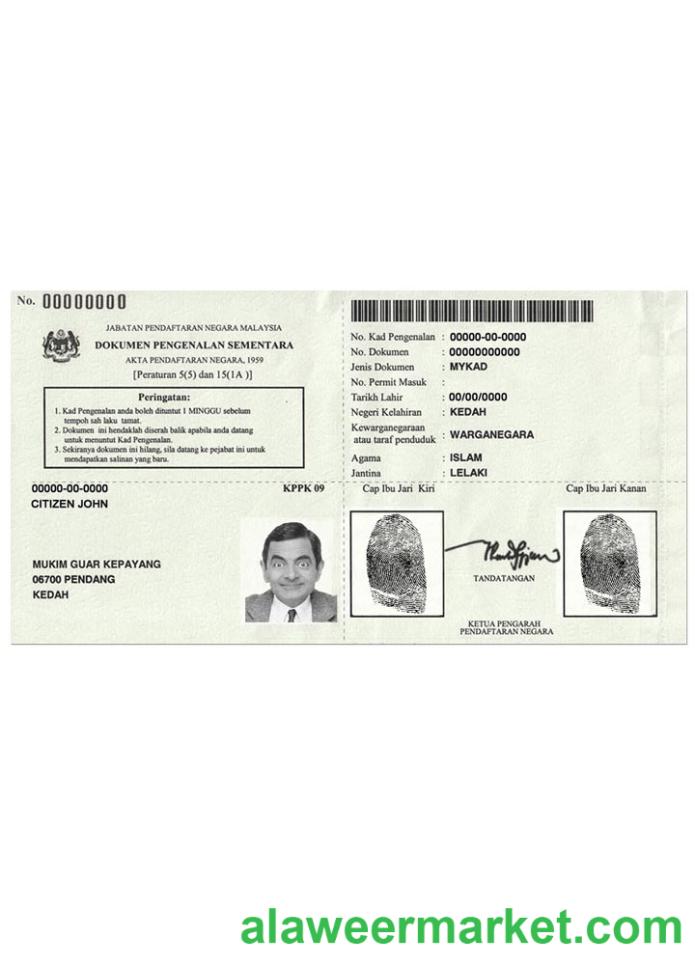 No. 00000000
JABATAN PENDAFTARAN NEGARA MALAYSIA
DOKUMEN PENGENALAN SEMENTARA
AKTA PENDAFTARAN NEGARA, 1959
[Peraturan 5(5) dan 15(1A )]
Peringatan:
1. Kad Pengenalan anda boleh dituntut 1 MINGGU sebelum
tempoh sah laku tamat.
2. Dokumen ini hendaklah diserah balik apabila anda datang
untuk menuntut Kad Pengenalan.
3. Sekiranya dokumen ini hilang, sila datang ke pejabat ini untuk
mendapatkan salinan yang baru.
00000-00-0000 KPPK 09
CITIZEN JOHN
MUKIM GUAR KEPAYANG
06700 PENDANG
KEDAH
No. Kad Pengenalan : 00000-00-0000
No. Dokumen : 00000000000
Jenis Dokumen : MYKAD
No. Permit Masuk :
Tarikh Lahir : 00/00/0000
Negeri Kelahiran : KEDAH
Kewarganegaraan
atau taraf penduduk : WARGANEGARA
Agama : ISLAM
Jantina : LELAKI
Cap Ibu Jari Kiri Cap Ibu Jari Kanan
TANDATANGAN
KETUA PENGARAH
PENDAFTARAN NEGARA
alaweermarket.com